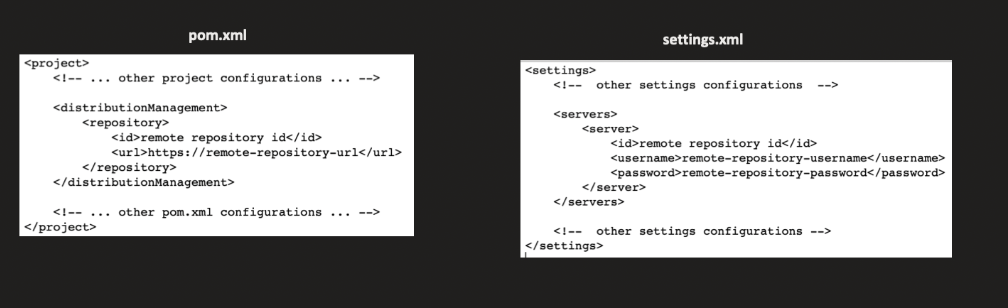 pom.xml
<project>
<!-- ... other project configurations ... -->
<distributionManagement>
<repository>
<id>remote repository id</id>
<url>https://remote-repository-url</url>
</repository>
</distributionManagement>
<!-- ... other pom.xml configurations ... -->
</project>
settings.xml
<settings>
<!--  other settings configurations  -->
<servers>
<server>
<id>remote repository id</id>
<username>remote-repository-username</username>
<password>remote-repository-password</password>
</server>
</servers>
<!--  other settings configurations -->
</settings>